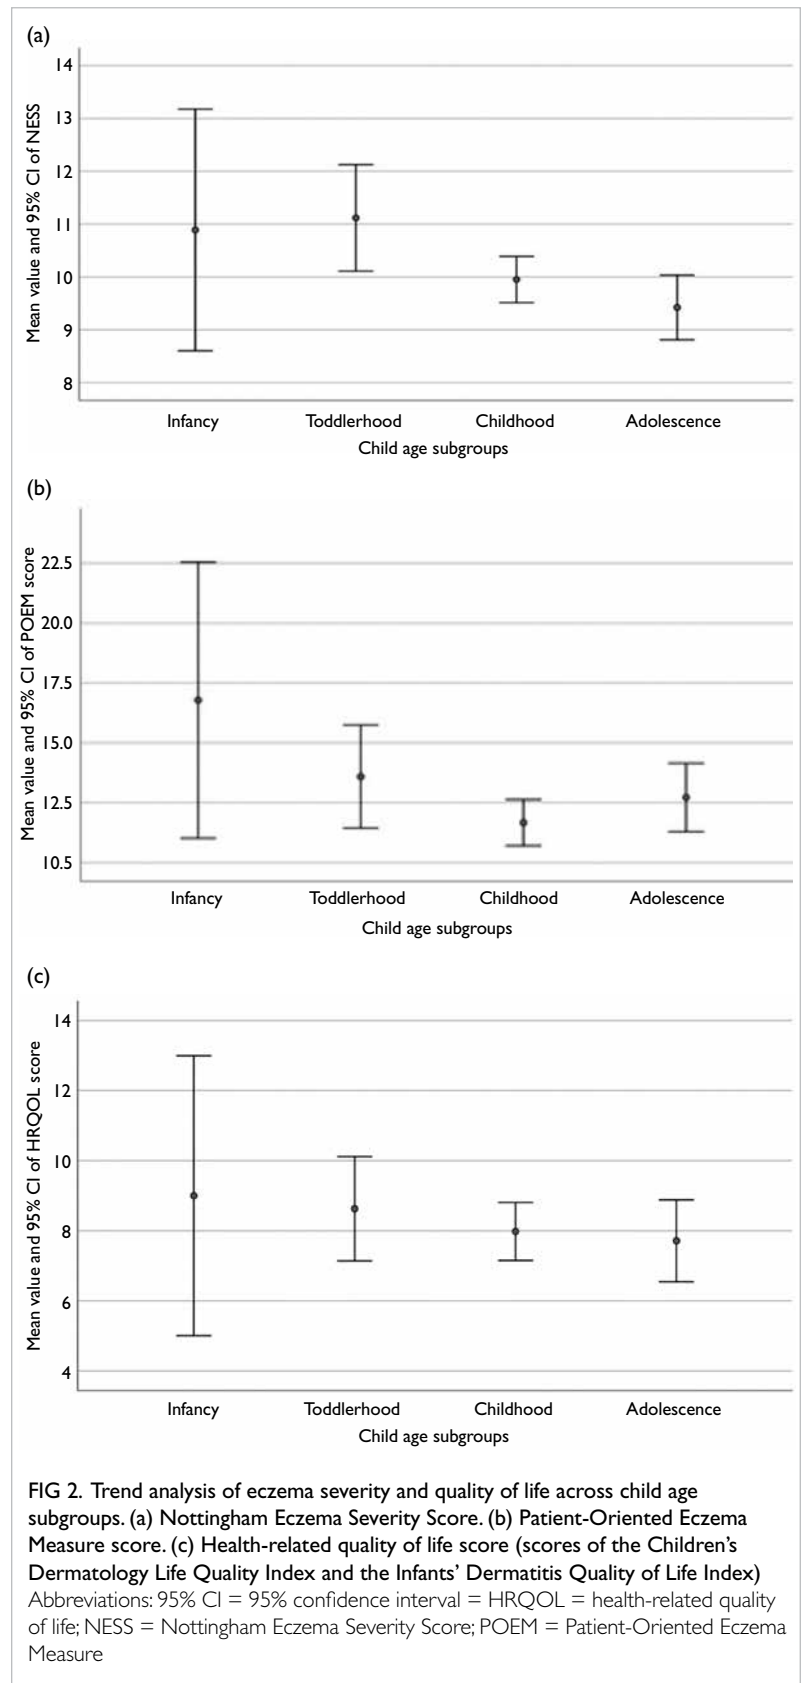 (a)
Mean value and 95% CI of NESS
14
13
12
11
10
9
8
Infancy Toddlerhood Childhood Adolescence
Child age subgroups
(b)
Mean value and 95% CI of POEM score
22.5
20.0
17.5
15.0
12.5
10.5
Infancy Toddlerhood Childhood Adolescence
Child age subgroups
(c)
Mean value and 95% CI of HRQOL score
14
12
10
8
6
4
Infancy Toddlerhood Childhood Adolescence
Child age subgroups
FIG 2. Trend analysis of eczema severity and quality of life across child age
subgroups. (a) Nottingham Eczema Severity Score. (b) Patient-Oriented Eczema
Measure score. (c) Health-related quality of life score (scores of the Children’s
Dermatology Life Quality Index and the Infants’ Dermatitis Quality of Life Index)
Abbreviations: 95% CI = 95% confidence interval = HRQOL = health-related quality
of life; NESS = Nottingham Eczema Severity Score; POEM = Patient-Oriented Eczema
Measure